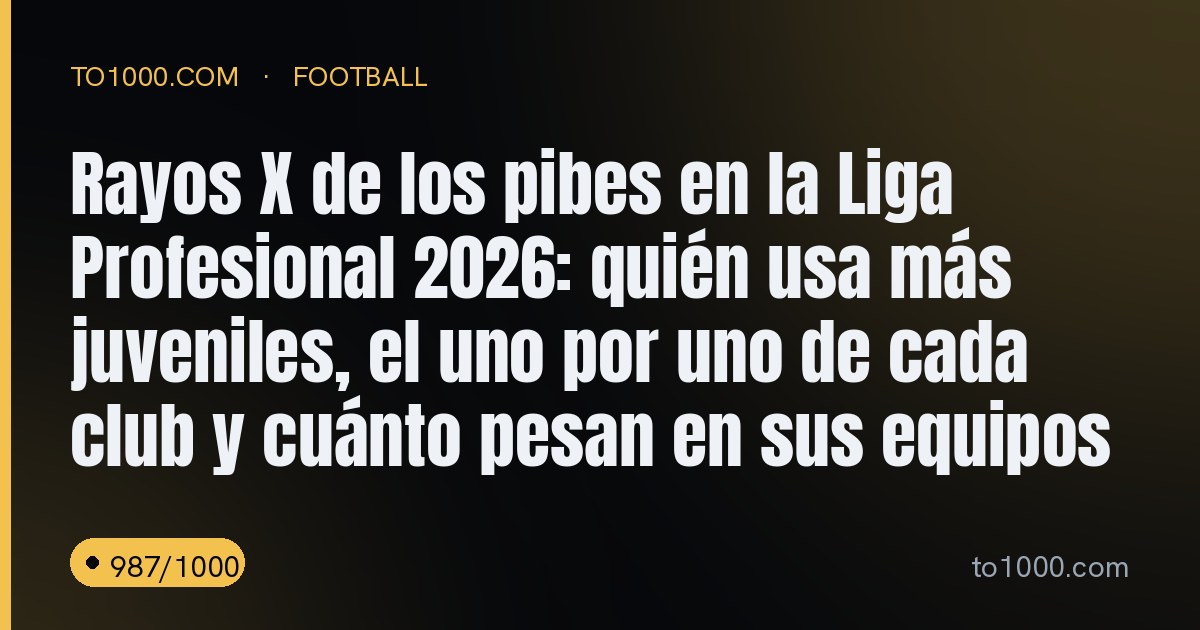 TO1000.COM · FOOTBALL
Rayos X de los pibes en la Liga
Profesional 2026: quién usa más
juveniles, el uno por uno de cada
club y cuánto pesan en sus equipos
987/1000
to1000.com